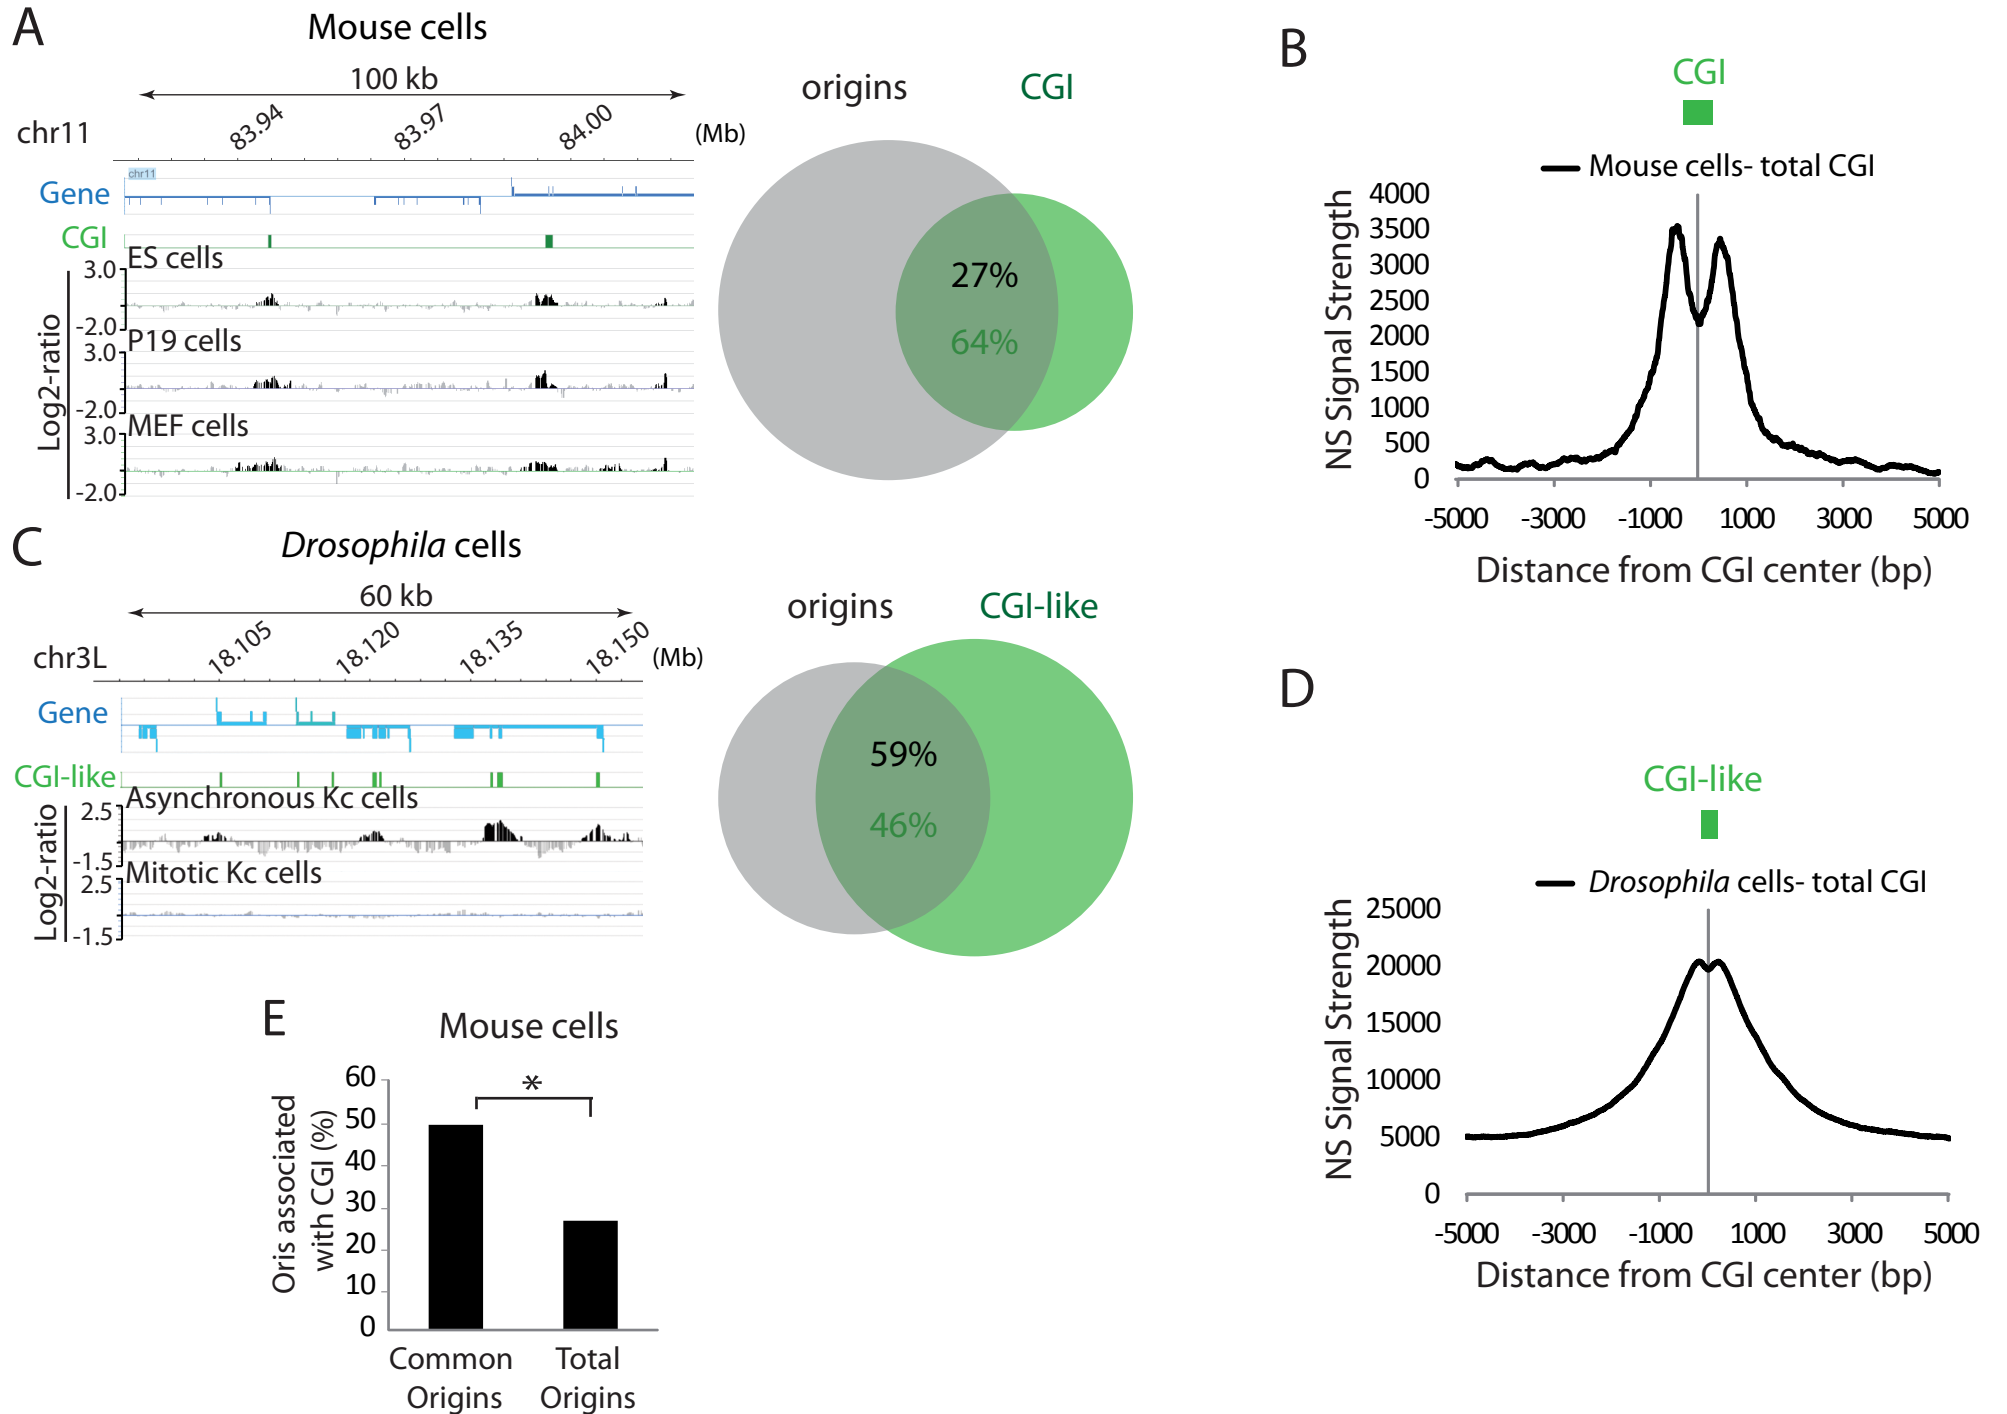 A
Mouse cells
100 kb
chr11
83.94
83.97
84.00
(Mb)
chr11
Gene
CGI
ES cells
3.0
-2.0
P19 cells
3.0
-2.0
MEF cells
3.0
-2.0
Log2-ratio
origins
CGI
27%
64%
B
CGI
Mouse cells- total CGI
NS Signal Strength
4000
3500
3000
2500
2000
1500
1000
500
0
-5000 -3000 -1000 1000 3000 5000
Distance from CGI center (bp)
C
Drosophila cells
60 kb
chr3L
18.105
18.120
18.135
18.150
(Mb)
Gene
CGI-like
Asynchronous Kc cells
2.5
-1.5
Mitotic Kc cells
2.5
-1.5
Log2-ratio
origins
CGI-like
59%
46%
D
CGI-like
Drosophila cells- total CGI
NS Signal Strength
25000
20000
15000
10000
5000
0
-5000 -3000 -1000 1000 3000 5000
Distance from CGI center (bp)
E
Mouse cells
Oris associated
with CGI (%)
60
50
40
30
20
10
0
*
Common
Origins
Total
Origins